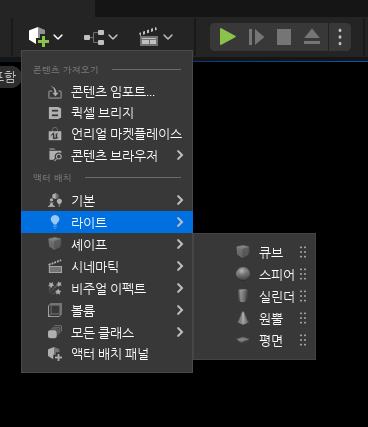 포함
콘텐츠 가져오기
콘텐츠 임포트...
퀵셀 브리지
언리얼 마켓플레이스
콘텐츠 브라우저
액터 배치
기본
라이트
셰이프
시네마틱
비주얼 이펙트
볼륨
모든 클래스
액터 배치 패널
큐브
스피어
실린더
원뿔
평면